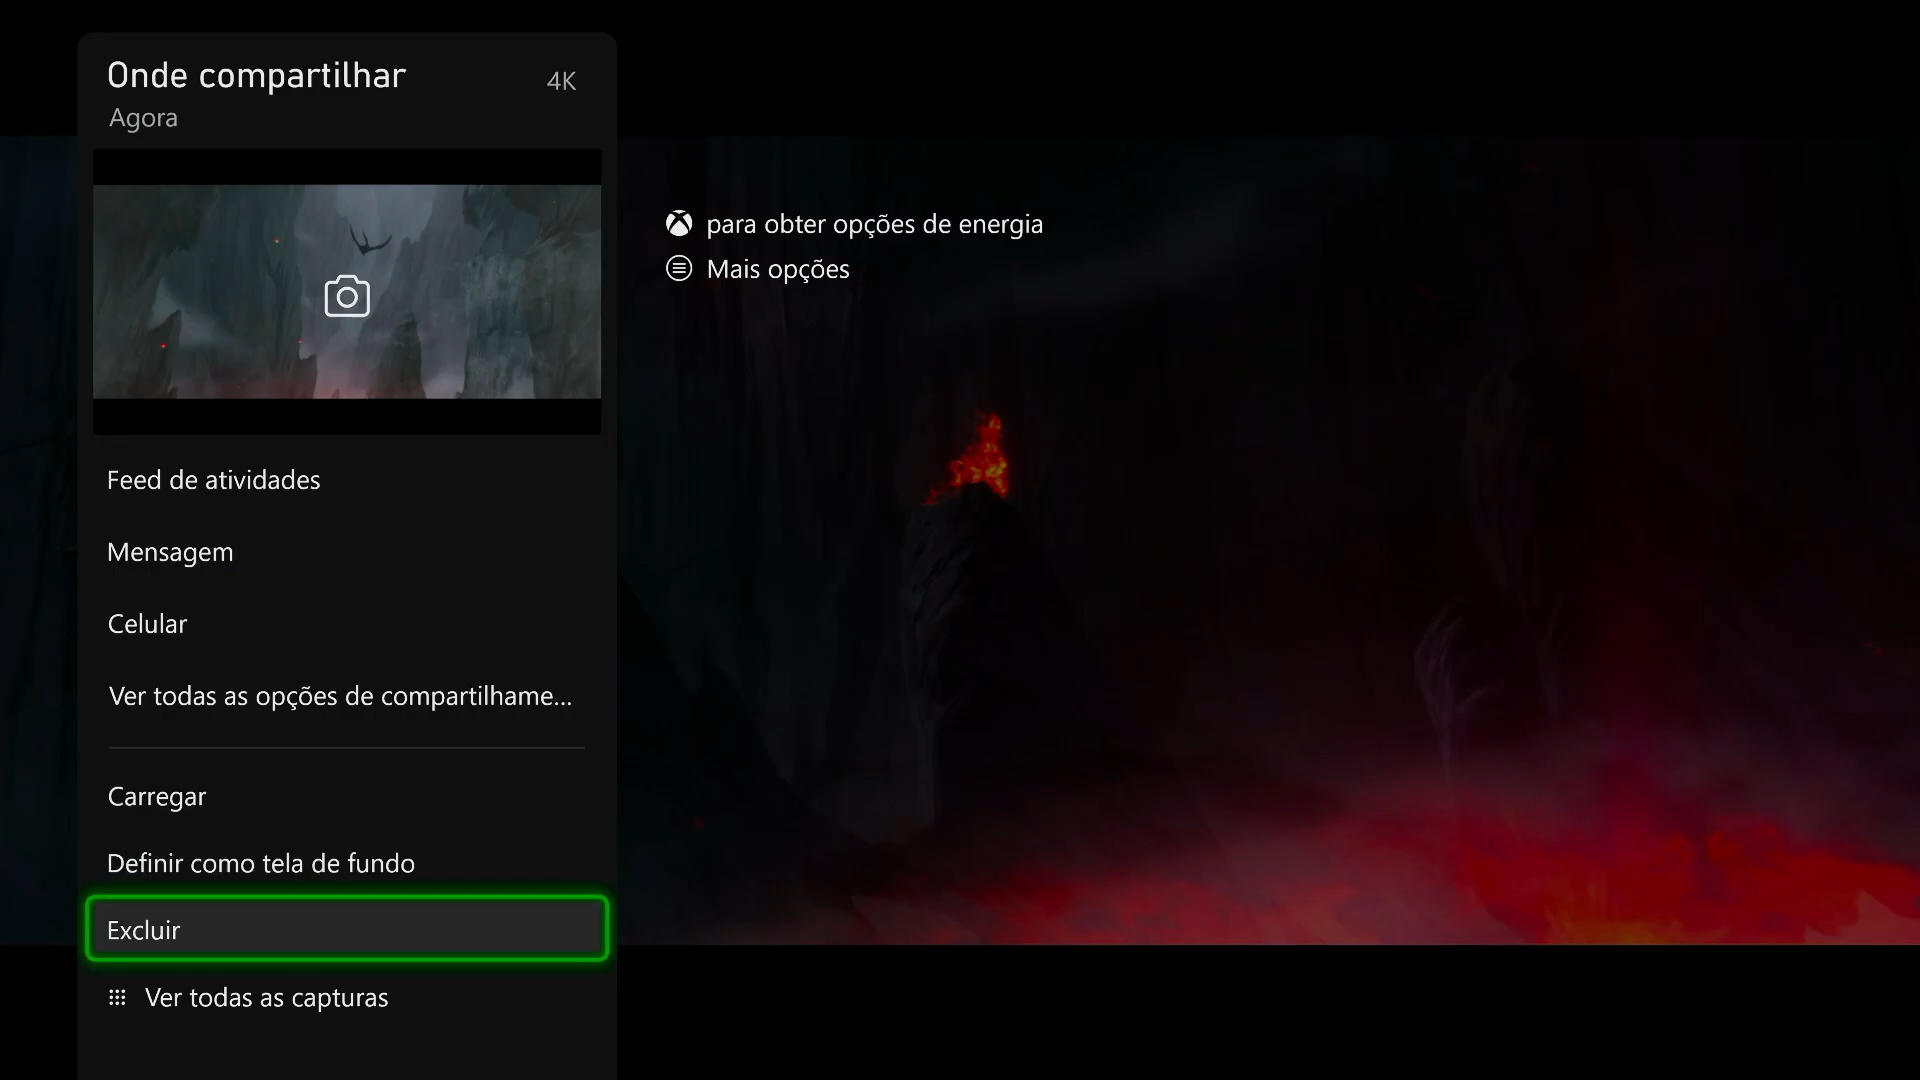 Onde compartilhar
4K
Agora
para obter opções de energia
Mais opções
Feed de atividades
Mensagem
Celular
Ver todas as opções de compartilhame...
Carregar
Definir como tela de fundo
Excluir
Ver todas as capturas